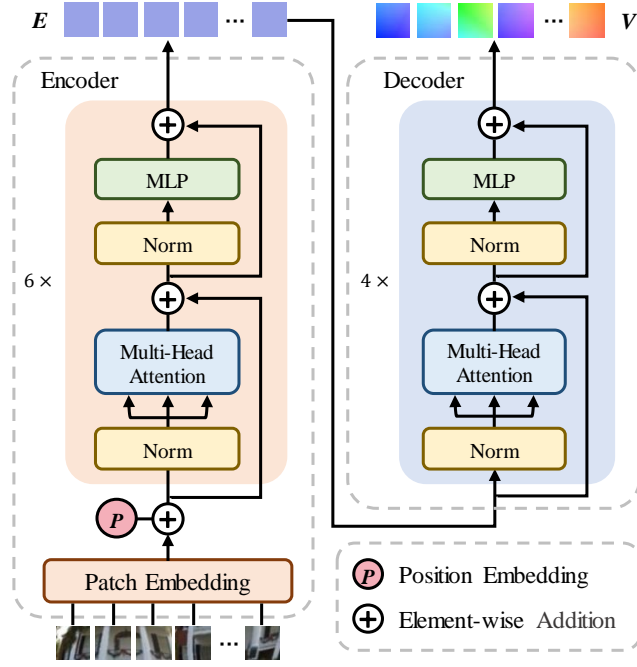 E ...
Encoder
MLP
Norm
6 ×
Multi-Head
Attention
Norm
P
Patch Embedding
...
... V
Decoder
MLP
Norm
4 ×
Multi-Head
Attention
Norm
P Position Embedding
Element-wise Addition